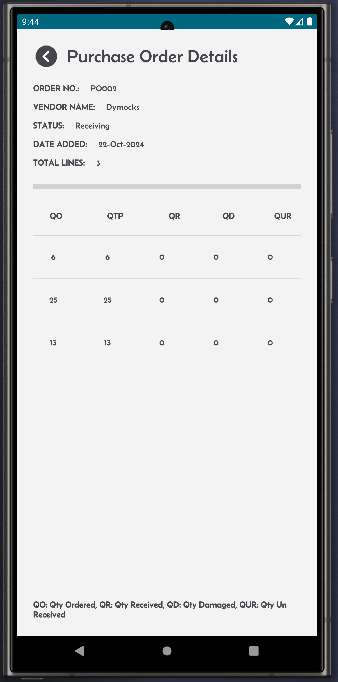 9:44
Purchase Order Details
ORDER NO.: PO002
VENDOR NAME: Dymocks
STATUS: Receiving
DATE ADDED: 22-Oct-2024
TOTAL LINES: 3
QO QTP QR QD QUR
6 6 0 0 0
25 25 0 0 0
13 13 0 0 0
QO: Qty Ordered, QR: Qty Received, QD: Qty Damaged, QUR: Qty Un
Received